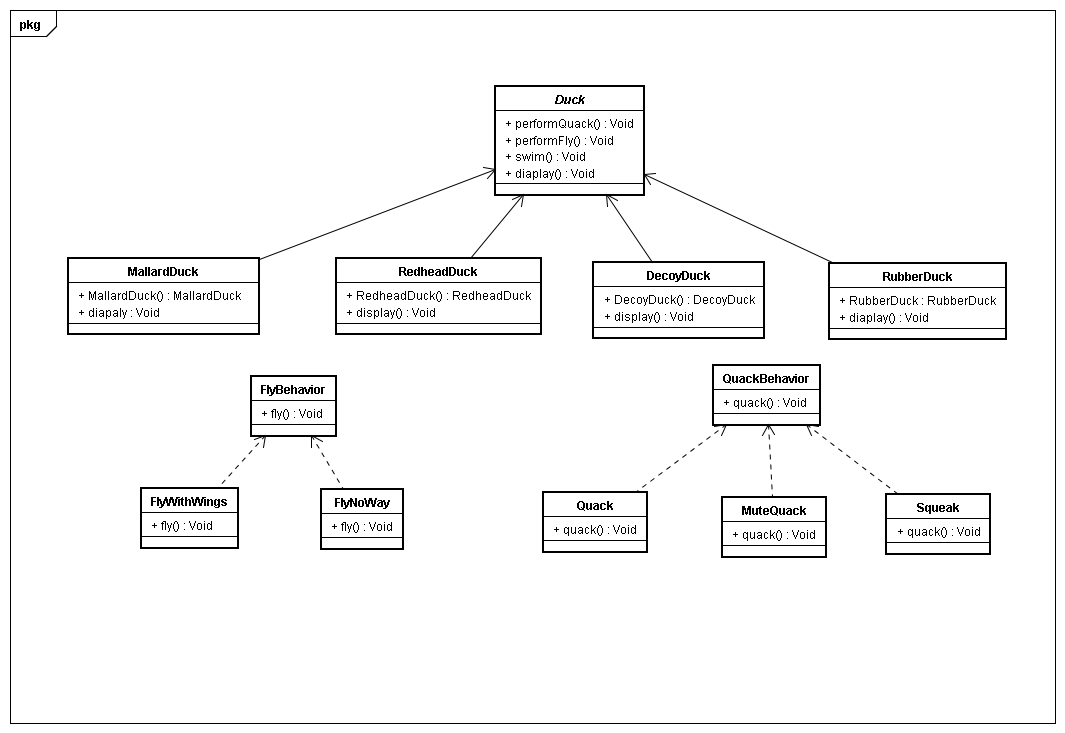 pkg
Duck
+ performQuack() : Void
+ performFly() : Void
+ swim() : Void
+ diaplay() : Void
MallardDuck
+ MallardDuck() : MallardDuck
+ diapaly : Void
RedheadDuck
+ RedheadDuck() : RedheadDuck
+ display() : Void
DecoyDuck
+ DecoyDuck() : DecoyDuck
+ display() : Void
RubberDuck
+ RubberDuck : RubberDuck
+ diaplay() : Void
FlyBehavior
+ fly() : Void
QuackBehavior
+ quack() : Void
FlyWithWings
+ fly() : Void
FlyNoWay
+ fly() : Void
Quack
+ quack() : Void
MuteQuack
+ quack() : Void
Squeak
+ quack() : Void